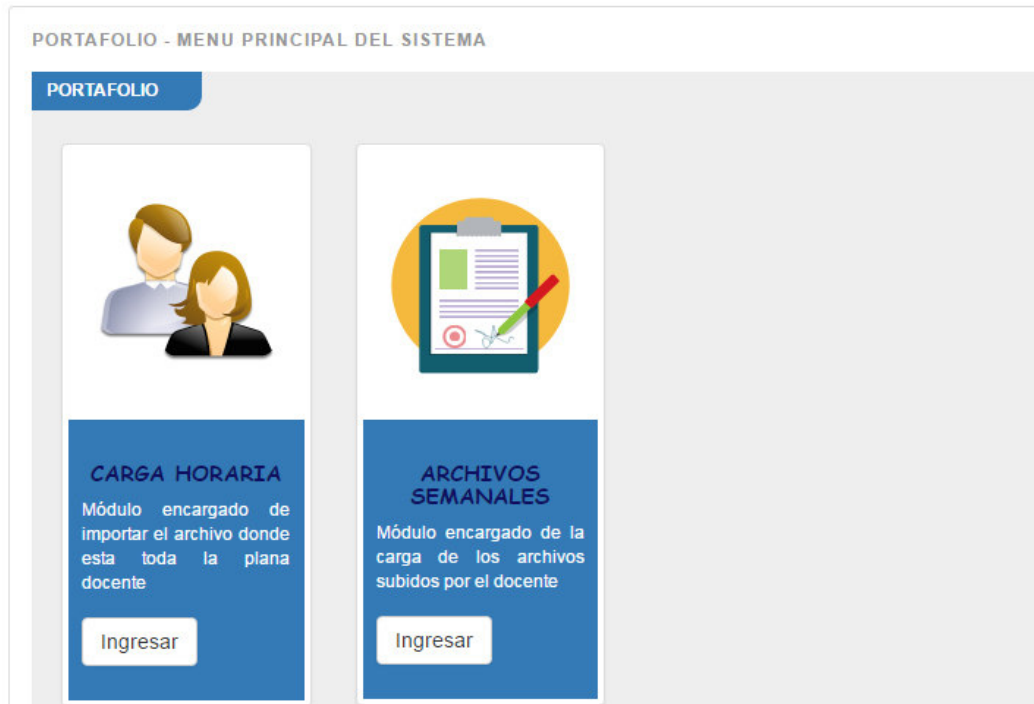 PORTAFOLIO - MENU PRINCIPAL DEL SISTEMA
PORTAFOLIO
CARGA HORARIA
Módulo encargado de
importar el archivo donde
esta toda la plana
docente
Ingresar
ARCHIVOS
SEMANALES
Módulo encargado de la
carga de los archivos
subidos por el docente
Ingresar